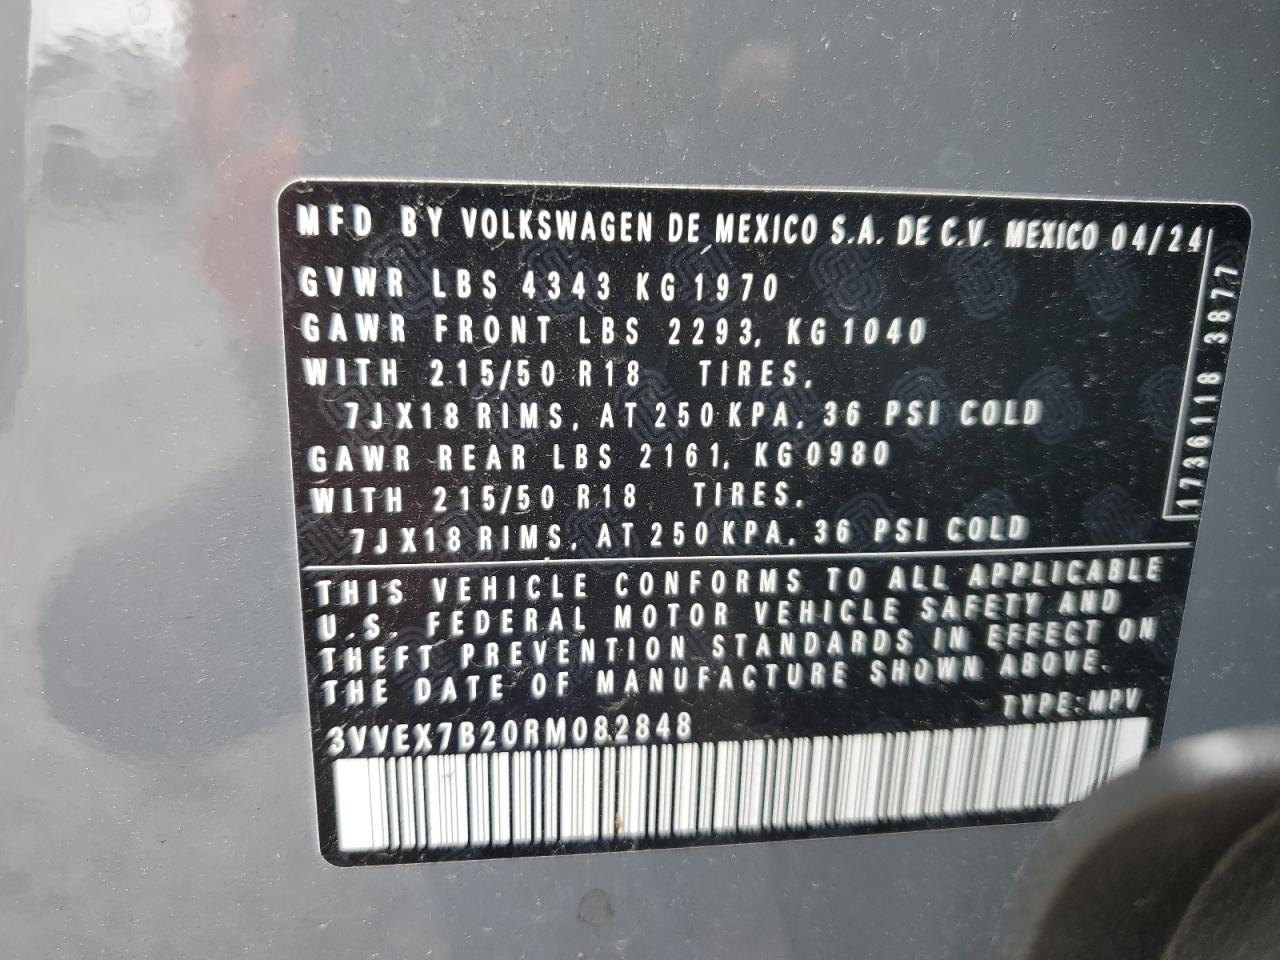 MFD BY VOLKSWAGEN DE MEXICO S.A. DE C.V. MEXICO 04/24
GVWR LBS 4343 KG 1970
GAWR FRONT LBS 2293, KG 1040
WITH 215/50 R18 TIRES,
7JX18 RIMS, AT 250 KPA, 36 PSI COLD
GAWR REAR LBS 2161, KG 0980
WITH 215/50 R18 TIRES,
7JX18 RIMS, AT 250 KPA, 36 PSI COLD
1736118 3877
THIS VEHICLE CONFORMS TO ALL APPLICABLE
U.S. FEDERAL MOTOR VEHICLE SAFETY AND
THEFT PREVENTION STANDARDS IN EFFECT ON
THE DATE OF MANUFACTURE SHOWN ABOVE.
TYPE: MPV
3VVEX7B20RM082848